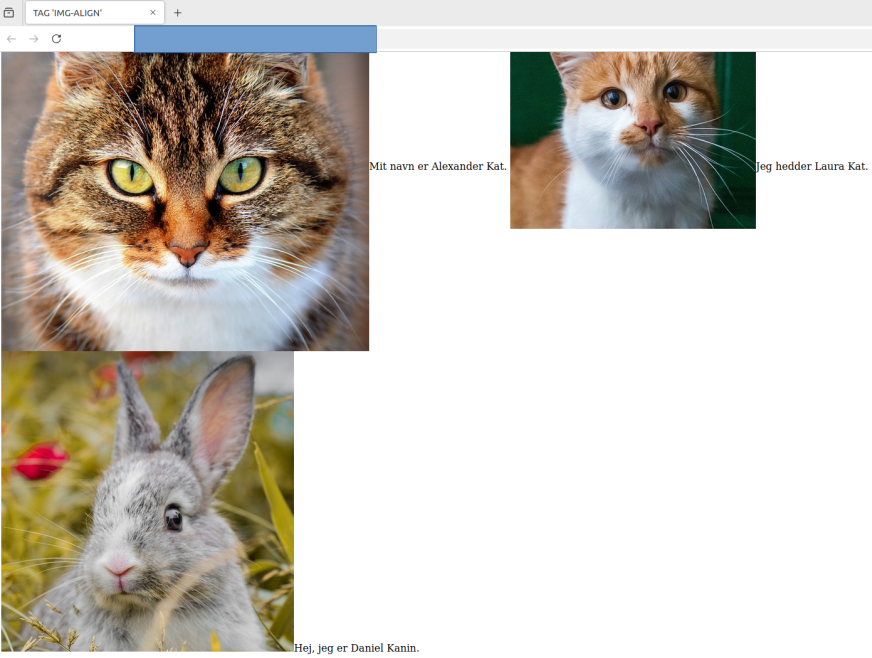 TAG 'IMG-ALIGN'
Mit navn er Alexander Kat.
Jeg hedder Laura Kat.
Hej, jeg er Daniel Kanin.